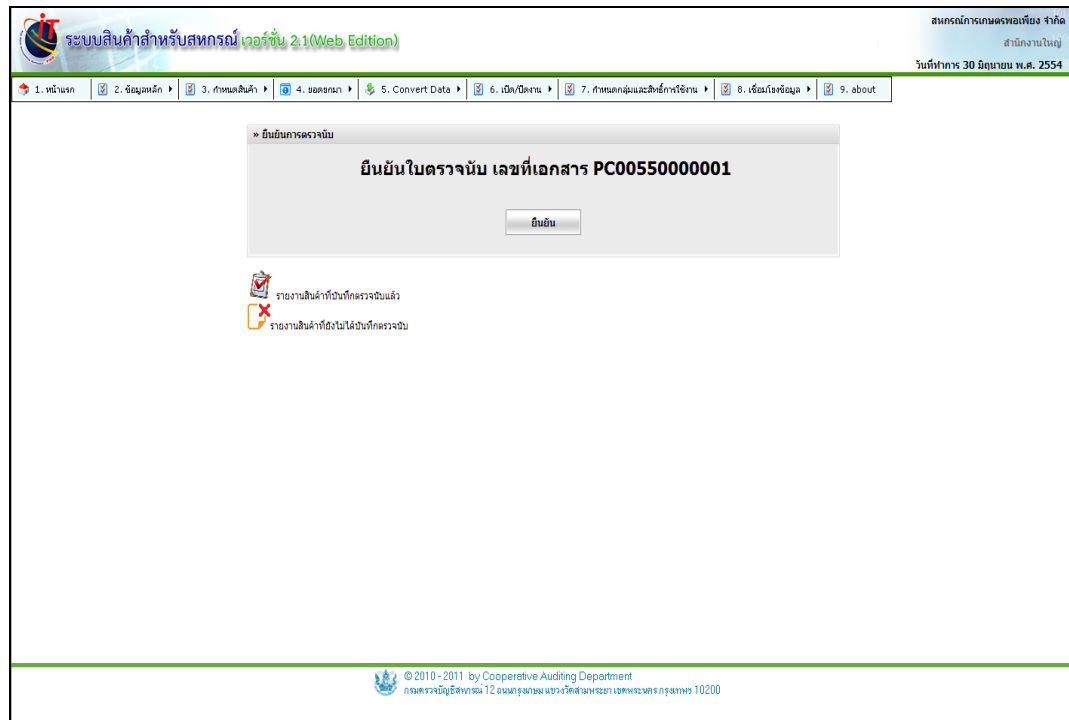 สหกรณ์การเกษตรพอเพียง จำกัด
ระบบสินค้าสำหรับสหกรณ์ เวอร์ชั่น 2.1(Web Edition)
สำนักงานใหญ่
วันที่ทำการ 30 มิถุนายน พ.ศ. 2554
1. หน้าแรก 2. ข้อมูลหลัก 3. กำหนดสินค้า 4. ยอดยกมา 5. Convert Data 6. เปิด/ปิดงาน 7. กำหนดกลุ่มและสิทธิ์การใช้งาน 8. เชื่อมโยงข้อมูล 9. about
» ยืนยันการตรวจนับ
ยืนยันใบตรวจนับ เลขที่เอกสาร PC00550000001
ยืนยัน
รายงานสินค้าที่บันทึกตรวจนับแล้ว
รายงานสินค้าที่ยังไม่ได้บันทึกตรวจนับ
© 2010 - 2011 by Cooperative Auditing Department
กรมตรวจบัญชีสหกรณ์ 12 ถนนกรุงเกษม แขวงวัดสามพระยา เขตพระนคร กรุงเทพฯ 10200